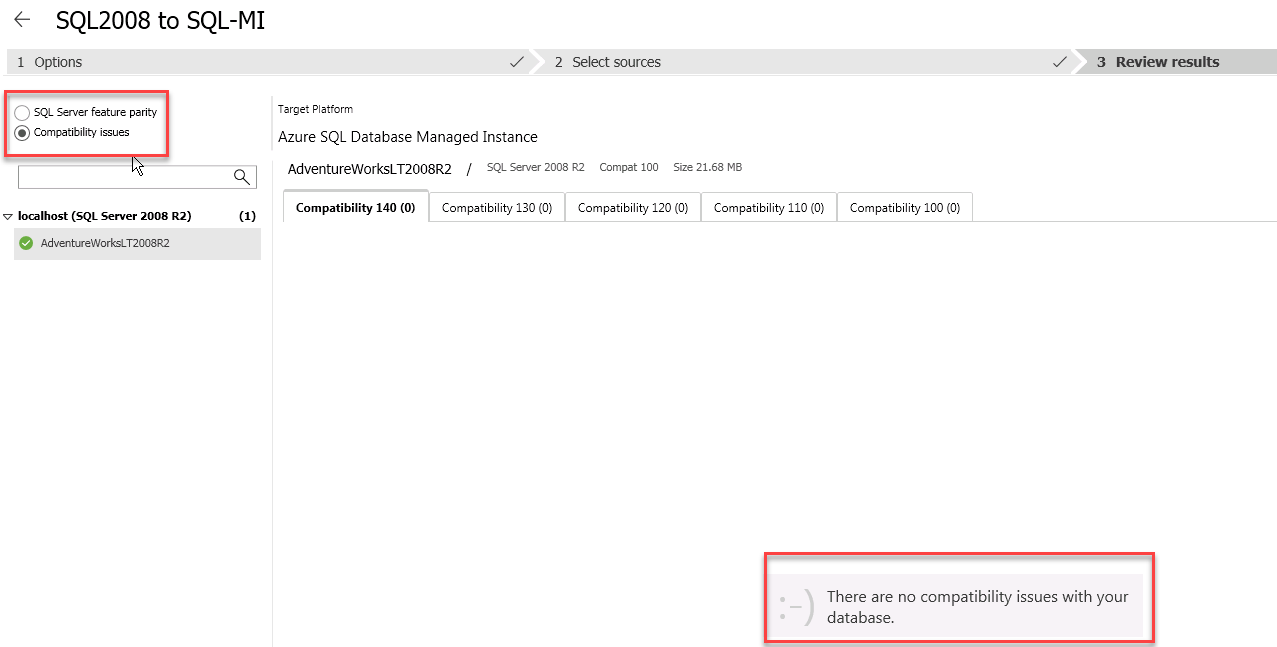 SQL2008 to SQL-MI
1 Options
2 Select sources
3 Review results
SQL Server feature parity
Compatibility issues
Target Platform
Azure SQL Database Managed Instance
AdventureWorksLT2008R2 / SQL Server 2008 R2 Compat 100 Size 21.68 MB
localhost (SQL Server 2008 R2) (1)
AdventureWorksLT2008R2
Compatibility 140 (0) Compatibility 130 (0) Compatibility 120 (0) Compatibility 110 (0) Compatibility 100 (0)
:-)
There are no compatibility issues with your
database.